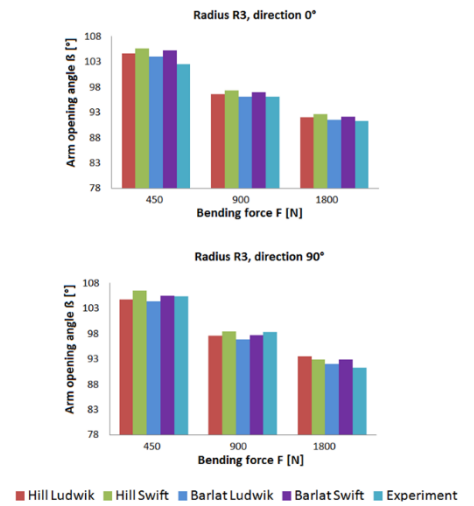 Radius R3, direction 0°
Arm opening angle ß [°]
108
103
98
93
88
83
78
450 900 1800
Bending force F [N]
Radius R3, direction 90°
Arm opening angle ß [°]
108
103
98
93
88
83
78
450 900 1800
Bending force F [N]
Hill Ludwik Hill Swift Barlat Ludwik Barlat Swift Experiment